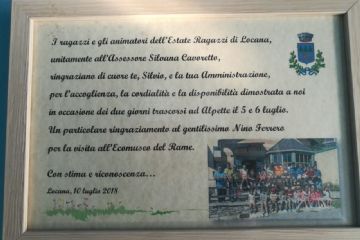 I ragazzi e gli animatori dell'Estate Ragazzi di Locana,
unitamente all'Assessore Silvana Cavoretto,
ringraziano di cuore te, Silvio, e la tua Amministrazione,
per l'accoglienza, la cordialità e la disponibilità dimostrata a noi
in occasione dei due giorni trascorsi ad Alpette il 5 e 6 luglio.
Un particolare ringraziamento al gentilissimo Nino Ferrero
per la visita all'Ecomuseo del Rame.
Con stima e riconoscenza...
Locana, 10 luglio 2018